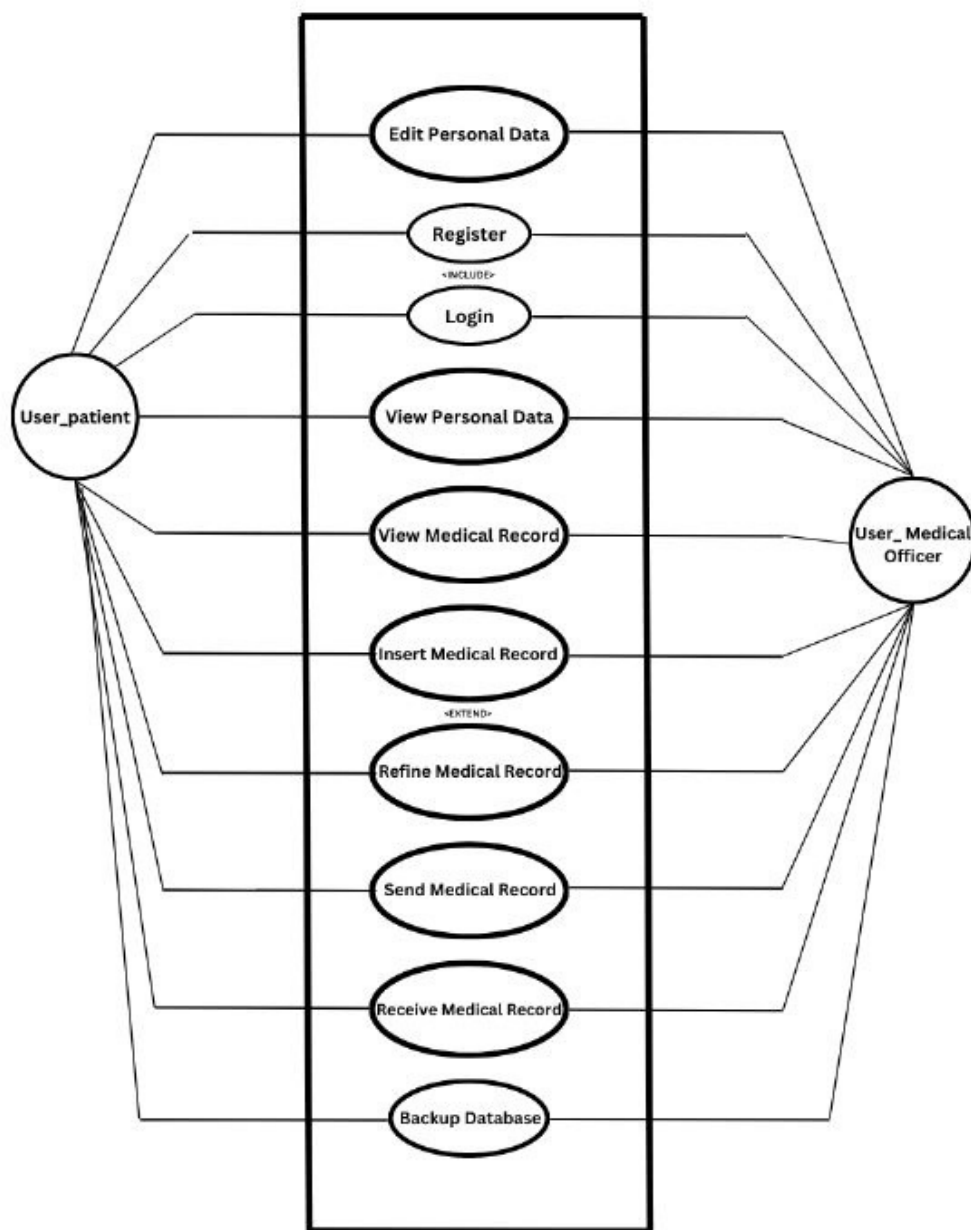 Edit Personal Data
Register
<INCLUDE>
Login
User_patient
View Personal Data
View Medical Record
User_ Medical
Officer
Insert Medical Record
<EXTEND>
Refine Medical Record
Send Medical Record
Receive Medical Record
Backup Database